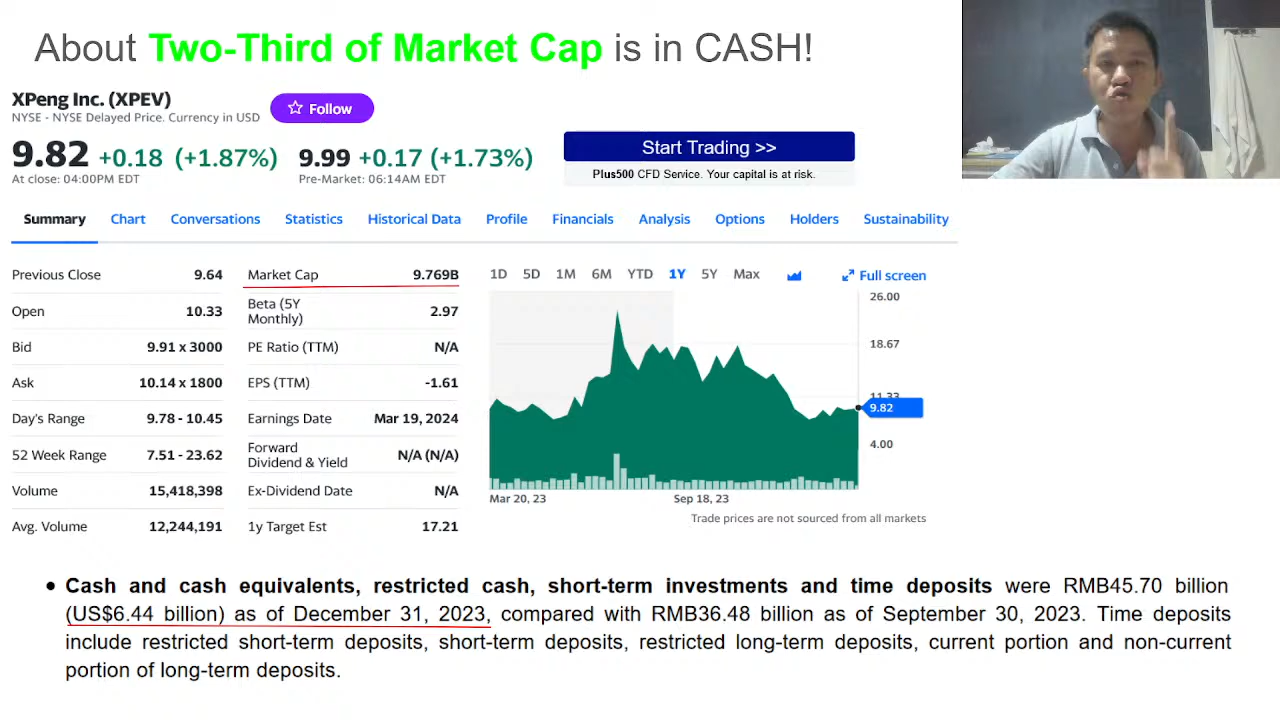 About Two-Third of Market Cap is in CASH!
XPeng Inc. (XPEV)
Follow
NYSE - NYSE Delayed Price. Currency in USD
9.82 +0.18 (+1.87%)
9.99 +0.17 (+1.73%)
At close: 04:00PM EDT
Pre-Market: 06:14AM EDT
Start Trading >>
Plus500 CFD Service. Your capital is at risk.
Summary Chart Conversations Statistics Historical Data Profile Financials Analysis Options Holders Sustainability
Previous Close 9.64
Open 10.33
Bid 9.91 x 3000
Ask 10.14 x 1800
Day's Range 9.78 - 10.45
52 Week Range 7.51 - 23.62
Volume 15,418,398
Avg. Volume 12,244,191
Market Cap 9.769B
Beta (5Y
Monthly) 2.97
PE Ratio (TTM) N/A
EPS (TTM) -1.61
Earnings Date Mar 19, 2024
Forward
Dividend & Yield N/A (N/A)
Ex-Dividend Date N/A
1y Target Est 17.21
1D 5D 1M 6M YTD 1Y 5Y Max
Full screen
26.00
18.67
11.33
9.82
4.00
Mar 20, 23 Sep 18, 23
Trade prices are not sourced from all markets
• Cash and cash equivalents, restricted cash, short-term investments and time deposits were RMB45.70 billion
(US$6.44 billion) as of December 31, 2023, compared with RMB36.48 billion as of September 30, 2023. Time deposits
include restricted short-term deposits, short-term deposits, restricted long-term deposits, current portion and non-current
portion of long-term deposits.